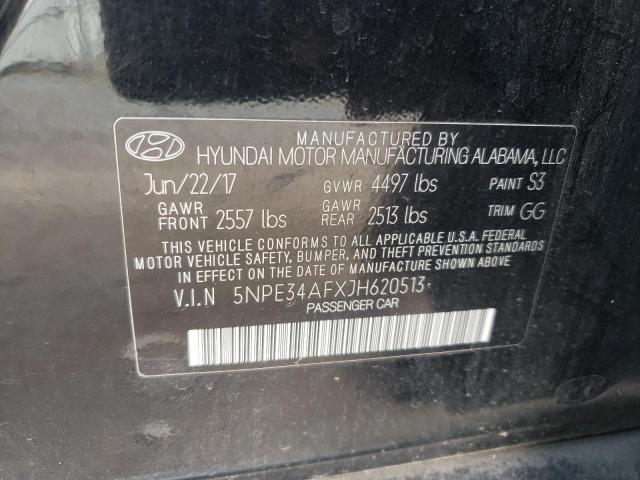 MANUFACTURED BY
HYUNDAI MOTOR MANUFACTURING ALABAMA, LLC
Jun/22/17 GVWR 4497 lbs PAINT S3
GAWR FRONT 2557 lbs GAWR REAR 2513 lbs TRIM GG
THIS VEHICLE CONFORMS TO ALL APPLICABLE U.S.A. FEDERAL
MOTOR VEHICLE SAFETY, BUMPER, AND THEFT PREVENTION STANDARDS
IN EFFECT ON THE DATE OF MANUFACTURE SHOWN ABOVE.
V.I.N 5NPE34AFXJH620513
PASSENGER CAR